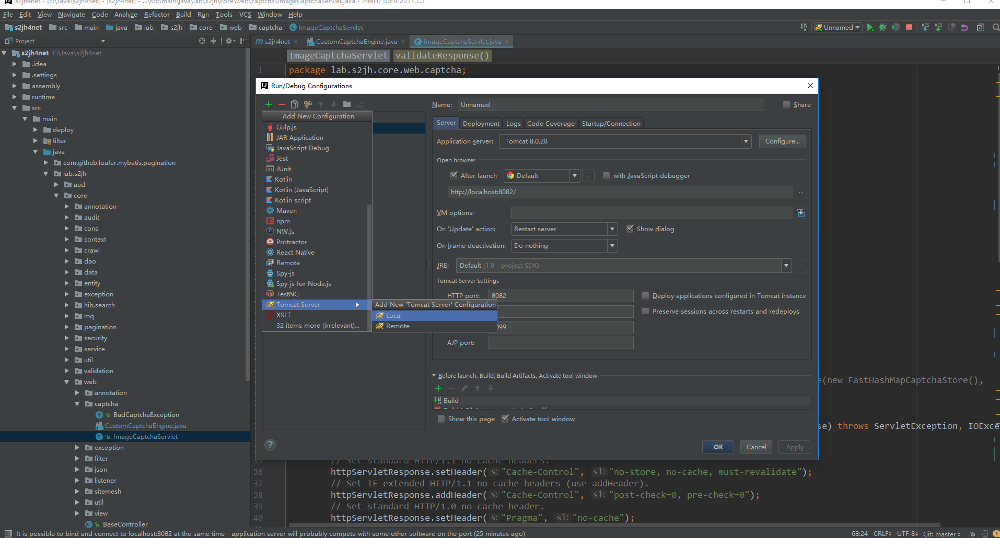 s2jh4net - [E:\Java\s2jh4net] - [s2jh4net] - ...\src\main\java\lab\s2jh\core\web\captcha\ImageCaptchaServlet.java - IntelliJ IDEA 2017.1.3
File Edit View Navigate Code Analyze Refactor Build Run Tools VCS Window Help
s2jh4net src main java lab s2jh core web captcha ImageCaptchaServlet
Unnamed VCS VCS
Project
s2jh4net CustomCaptchaEngine.java ImageCaptchaServlet.java
s2jh4net E:\Java\s2jh4net
.idea
.settings
assembly
runtime
src
main
deploy
filter
java
com.github.loafer.mybatis.pagination
lab.s2jh
aud
core
annotation
audit
cons
context
crawl
dao
data
entity
exception
hib.search
mq
pagination
security
service
util
validation
web
annotation
captcha
BadCaptchaException
CustomCaptchaEngine.java
ImageCaptchaServlet
exception
filter
json
listener
sitemesh
util
view
BaseController
ImageCaptchaServlet validateResponse()
1 package lab.s2jh.core.web.captcha;
Run/Debug Configurations
Add New Configuration
Gulp.js
JAR Application
JavaScript Debug
Jest
JUnit
Kotlin
Kotlin (JavaScript)
Kotlin script
Maven
npm
NW.js
Protractor
React Native
Remote
Spy-js
Spy-js for Node.js
TestNG
Tomcat Server
XSLT
32 items more (irrelevant)...
Add New 'Tomcat Server' Configuration
Local
Remote
Name: Unnamed Share
Server Deployment Logs Code Coverage Startup/Connection
Application server: Tomcat 8.0.28 Configure...
Open browser
After launch Default ... with JavaScript debugger
http://localhost:8082/ ...
VM options:
On 'Update' action: Restart server Show dialog
On frame deactivation: Do nothing
JRE: Default (1.8 - project SDK) ...
Tomcat Server Settings
HTTP port: 8082 Deploy applications configured in Tomcat instance
Preserve sessions across restarts and redeploys
099
AJP port:
Before launch: Build, Build Artifacts, Activate tool window
Build
Show this page Activate tool window
? OK Cancel Apply
e(new FastHashMapCaptchaStore(),
se) throws ServletException, IOExce
// Set standard HTTP/1.1 no-cache headers.
36 httpServletResponse.setHeader( s: "Cache-Control", s1: "no-store, no-cache, must-revalidate");
37 // Set IE extended HTTP/1.1 no-cache headers (use addHeader).
38 httpServletResponse.addHeader( s: "Cache-Control", s1: "post-check=0, pre-check=0");
39 // Set standard HTTP/1.0 no-cache header.
40 httpServletResponse.setHeader( s: "Pragma", s1: "no-cache");
It is possible to bind and connect to localhost:8082 at the same time - application server will probably compete with some other software on the port (25 minutes ago)
68:24 CRLF UTF-8 Git: master 1